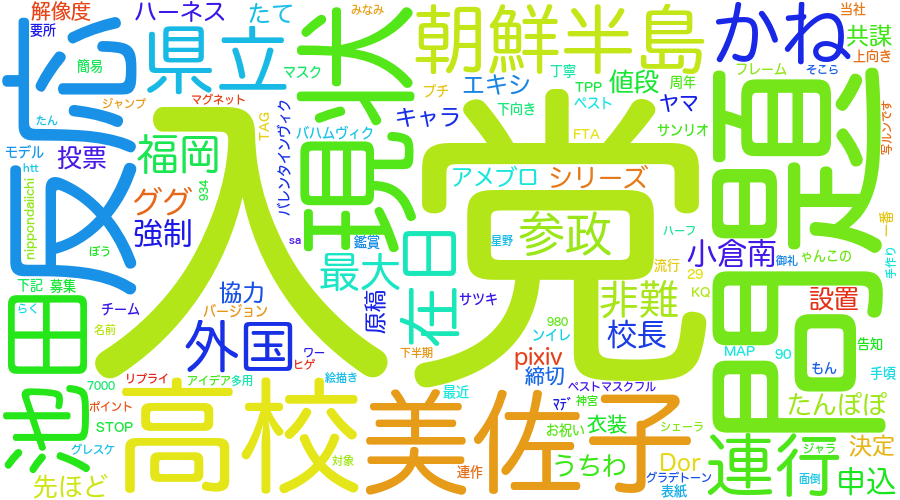 解像度
ハーネス
たて
みなみ
朝鮮半島
かね
当社
要所
県立
現状
共謀
反応
簡易
マスク
プチ
エキシ
丁寧
TPP
値段
周年
フレーム
上向き
そこら
ジャンプ
マグネット
ペスト
ヤマ
問題
たん
TAG
バレンタインヴィク
バハムヴィク
キャラ
下向き
FTA
サンリオ
写ルンです
モデル
htt
投票
福岡
入党
アメブロ
シリーズ
nippondaiichi
934
ググ
強制
ぼう
sa
鑑賞
在日
星野
参政
ハーフ
一番
小倉南
御礼
ゃんこの
手作り
下記
募集
最大
流行
29
KQ
協力
原稿
サツキ
非難
設置
らく
池田
チーム
バージョン
980
ンイレ
校長
名前
外国
ワー
ヒゲ
下半期
pixiv
締切
MAP
90
もん
告知
手頃
7000
リプライ
アイデア多用
絵描き
最近
ペストマスクフル
神宮
ポイント
STOP
グレスケ
高校
美佐子
マデ
お祝い
衣装
シェーラ
たんぽぽ
対象
連行
ジャラ
決定
先ほど
連作
うちわ
Dor
グラデトーン
表紙
面倒
申込